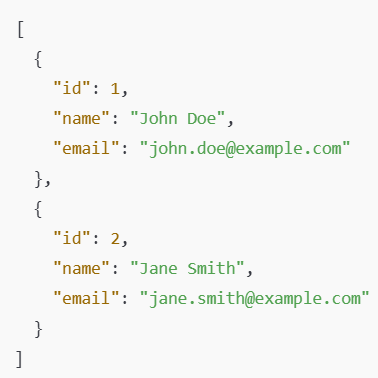 [
  {
    "id": 1,
    "name": "John Doe",
    "email": "john.doe@example.com"
  },
  {
    "id": 2,
    "name": "Jane Smith",
    "email": "jane.smith@example.com"
  }
]